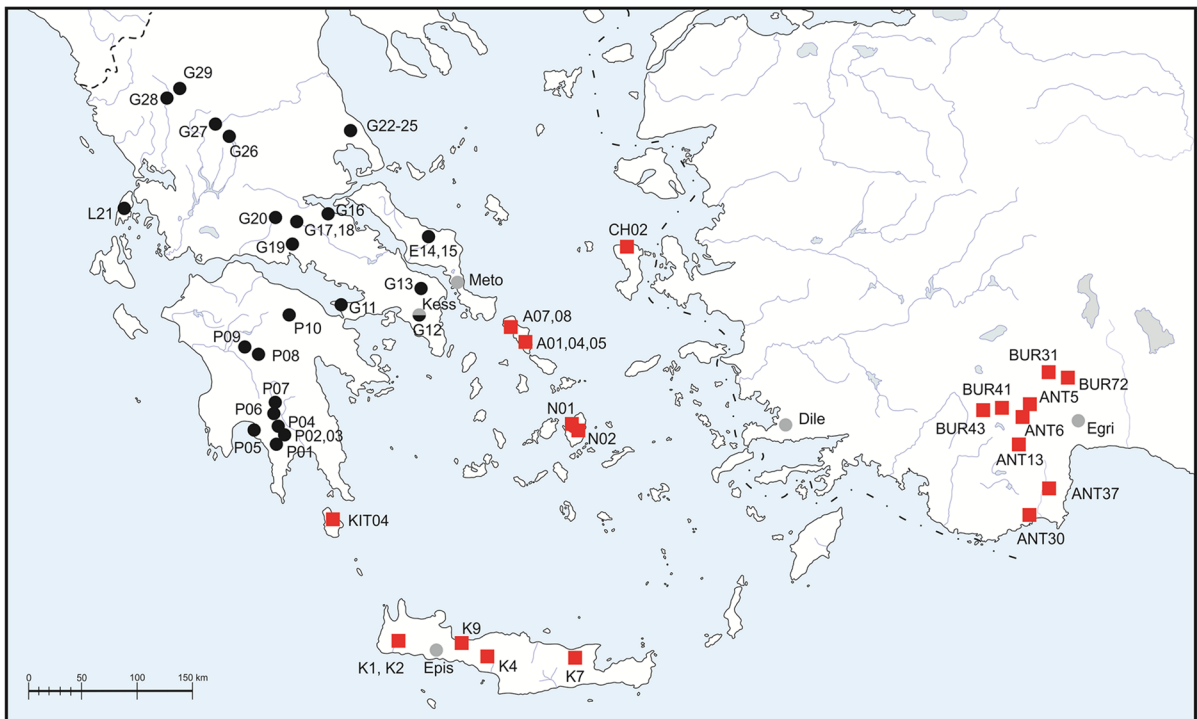 G29
G28
G27
G26
G22-25
L21
G20
G16
G17,18
G19
E14,15
CH02
Meto
G13
Kess
G11
G12
A07,08
P10
A01,04,05
P09
P08
BUR31
BUR72
BUR41
ANT5
P07
P06
N01
BUR43
P04
Dile
ANT6
Egri
P02,03
N02
P05
P01
ANT13
ANT37
KIT04
ANT30
K9
K1, K2
Epis
K4
K7
0 50 100 150 km